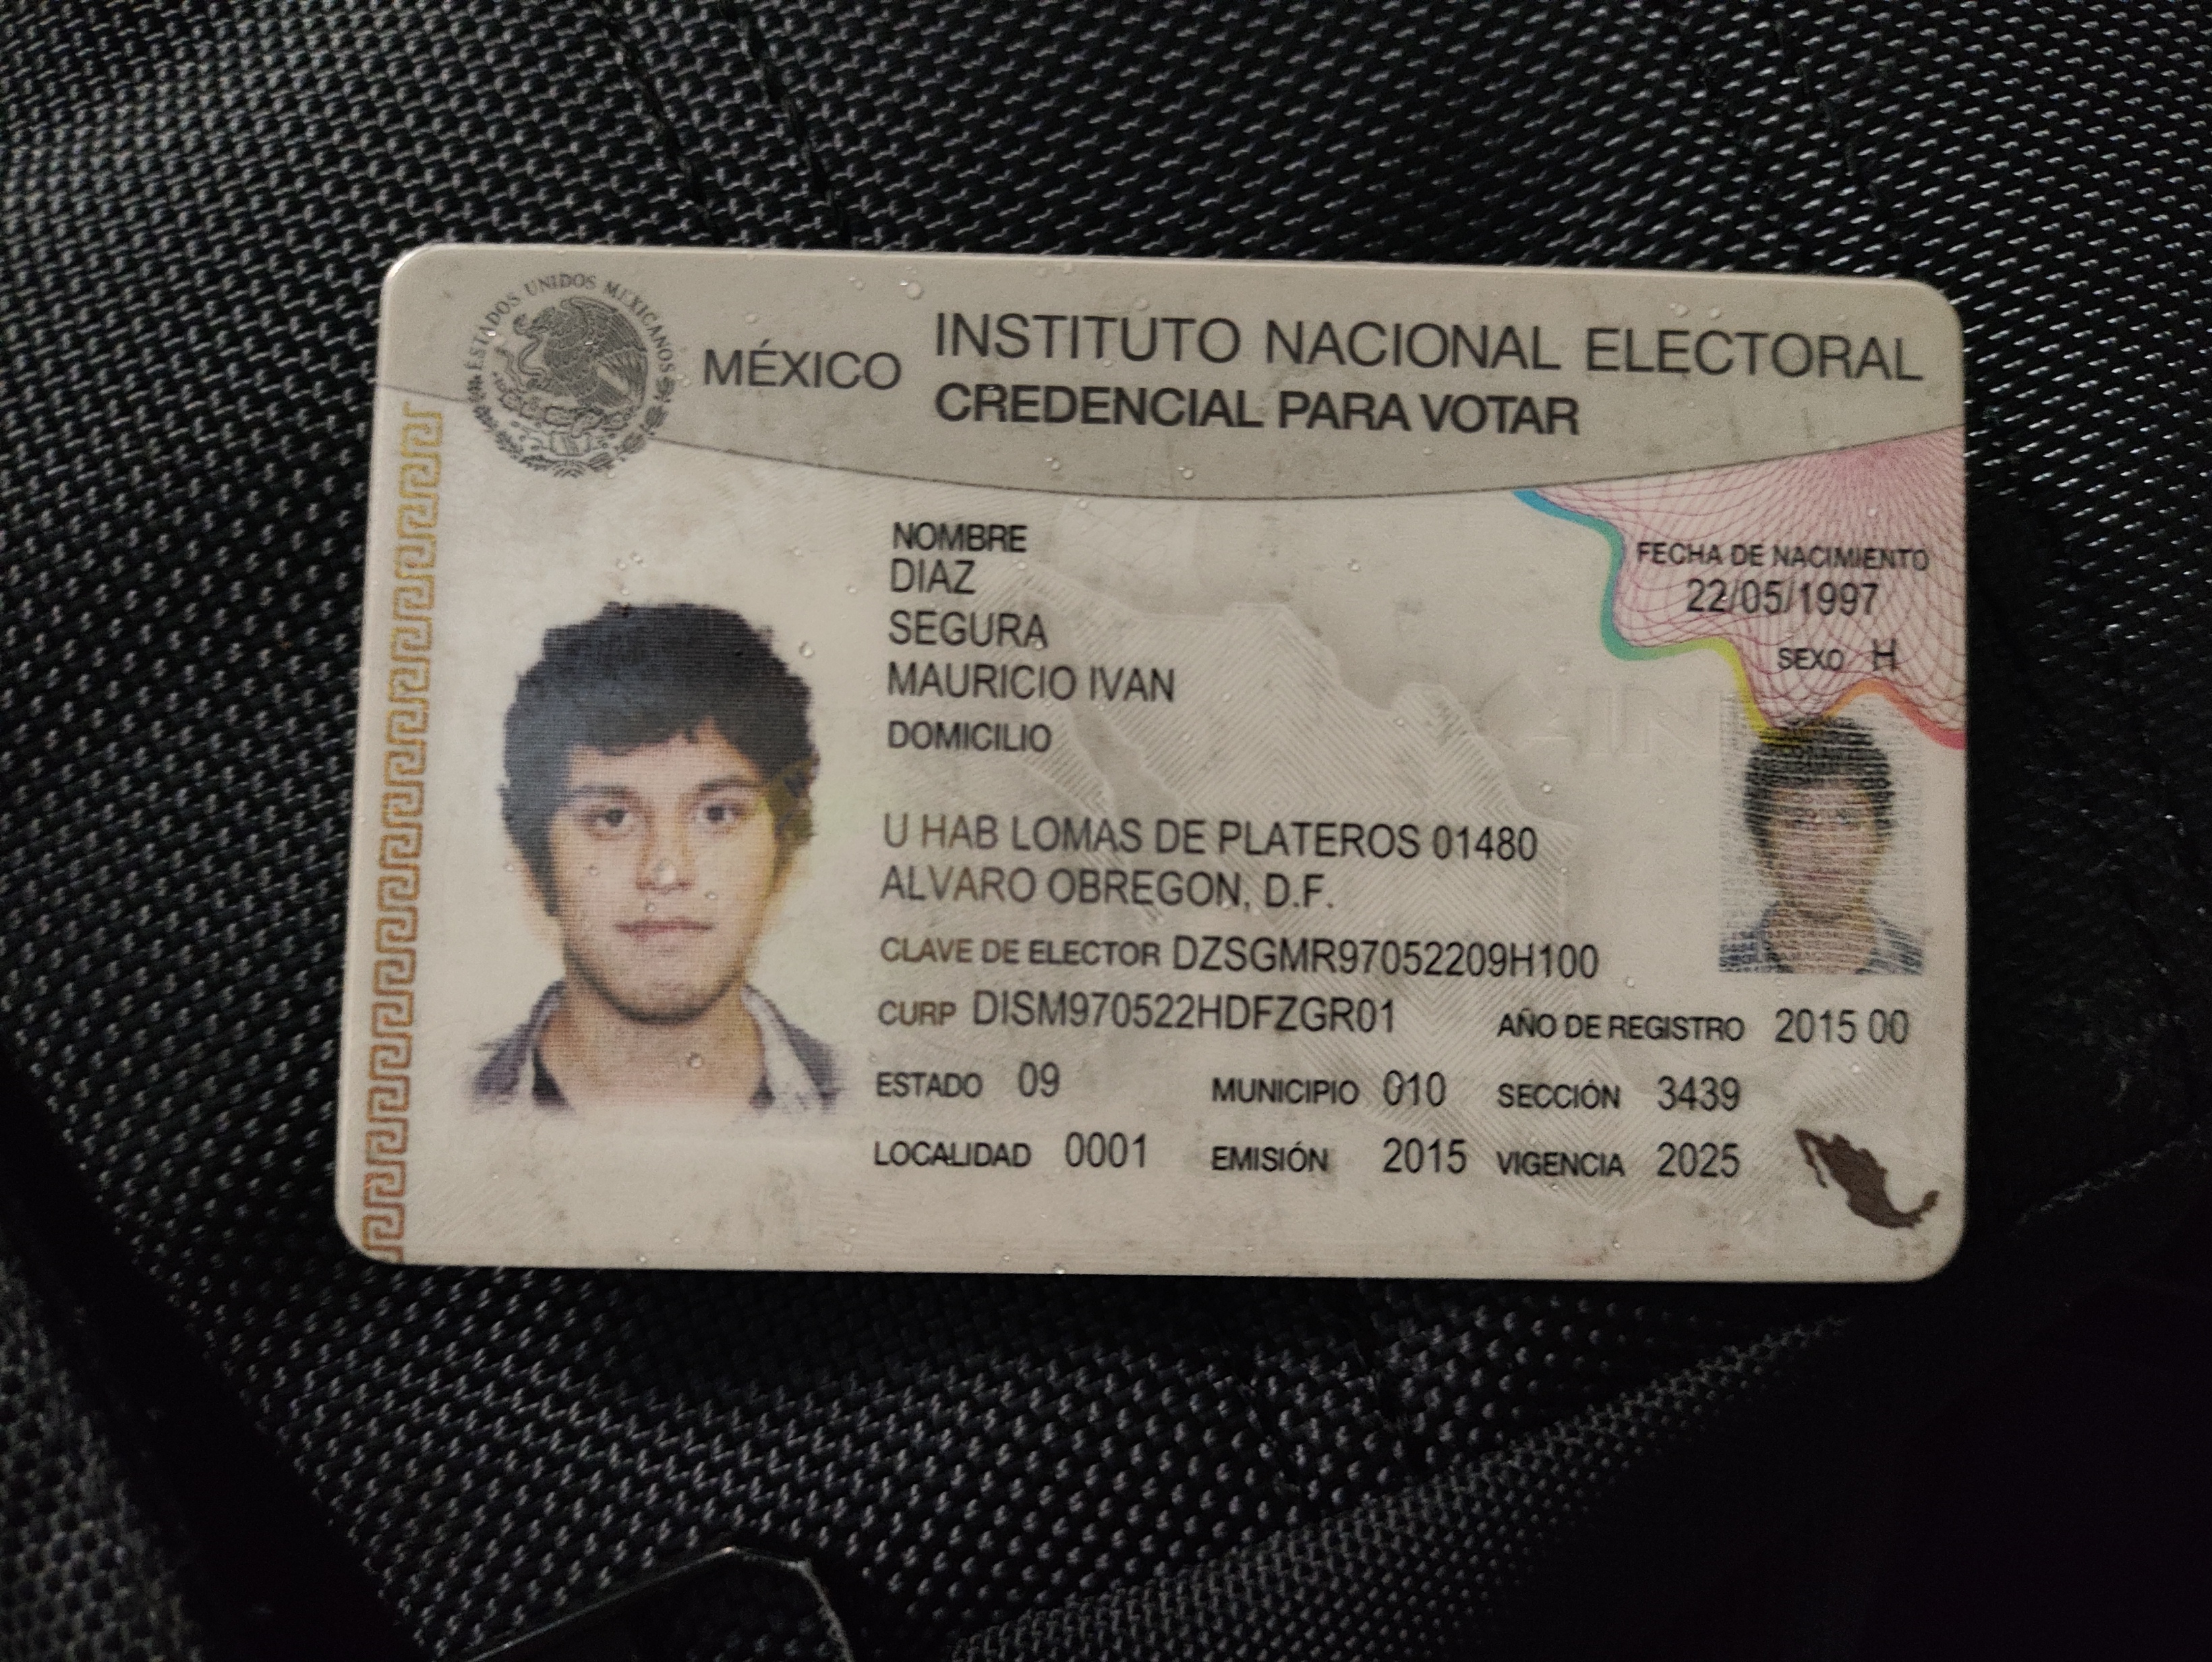 ESTADOS UNIDOS MEXICANOS
MÉXICO
INSTITUTO NACIONAL ELECTORAL
CREDENCIAL PARA VOTAR
NOMBRE
DIAZ
SEGURA
MAURICIO IVAN
FECHA DE NACIMIENTO
22/05/1997
SEXO H
DOMICILIO
U HAB LOMAS DE PLATEROS 01480
ALVARO OBREGON, D.F.
CLAVE DE ELECTOR DZSGMR97052209H100
CURP DISM970522HDFZGR01
AÑO DE REGISTRO 2015 00
ESTADO 09 MUNICIPIO 010 SECCIÓN 3439
LOCALIDAD 0001 EMISIÓN 2015 VIGENCIA 2025